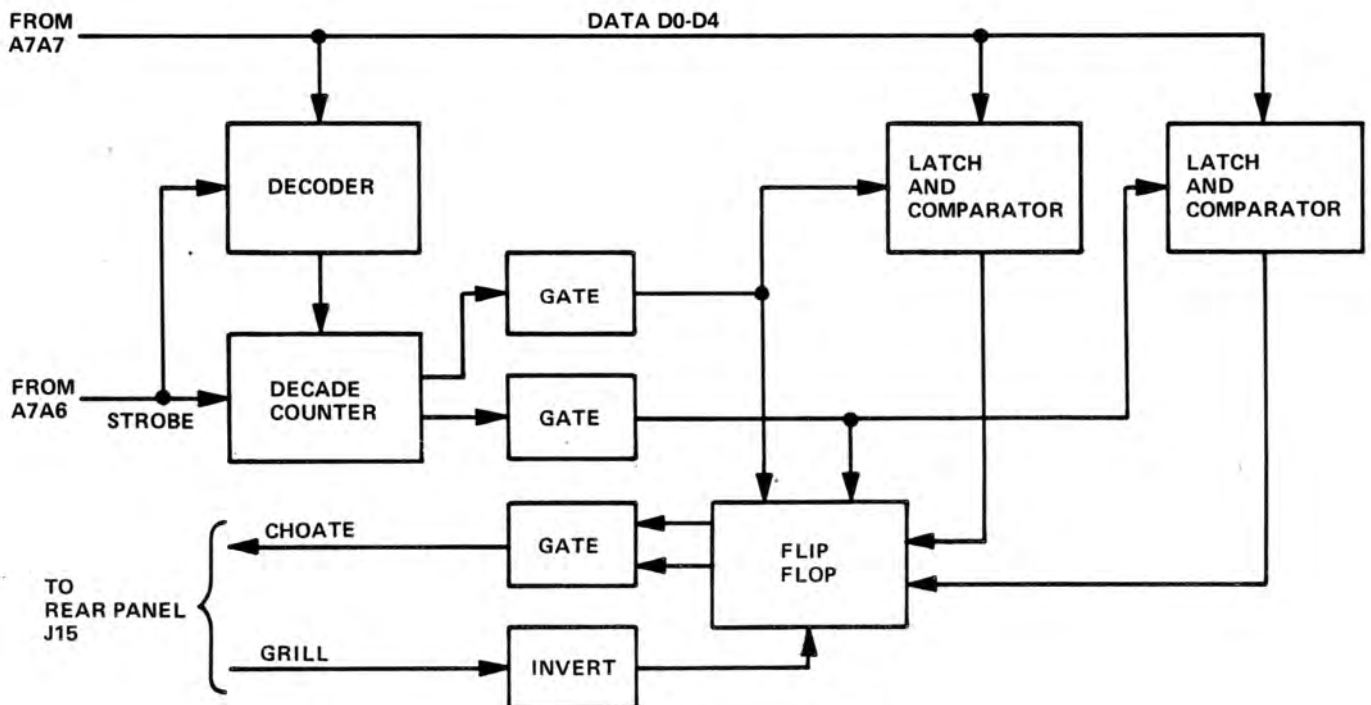 FROM
A7A7
DATA D0-D4
DECODER
LATCH
AND
COMPARATOR
LATCH
AND
COMPARATOR
GATE
FROM
A7A6
STROBE
DECADE
COUNTER
GATE
TO
REAR PANEL
J15
CHOATE
GATE
FLIP
FLOP
GRILL
INVERT